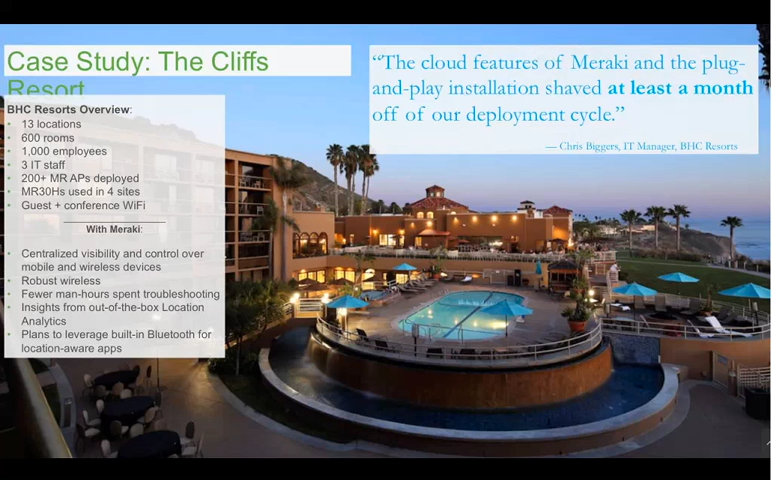 Case Study: The Cliffs
Resort
“The cloud features of Meraki and the plug-
and-play installation shaved at least a month
off of our deployment cycle.”
— Chris Biggers, IT Manager, BHC Resorts
BHC Resorts Overview:
• 13 locations
• 600 rooms
• 1,000 employees
• 3 IT staff
• 200+ MR APs deployed
• MR30Hs used in 4 sites
• Guest + conference WiFi
With Meraki:
• Centralized visibility and control over
mobile and wireless devices
• Robust wireless
• Fewer man-hours spent troubleshooting
• Insights from out-of-the-box Location
Analytics
• Plans to leverage built-in Bluetooth for
location-aware apps